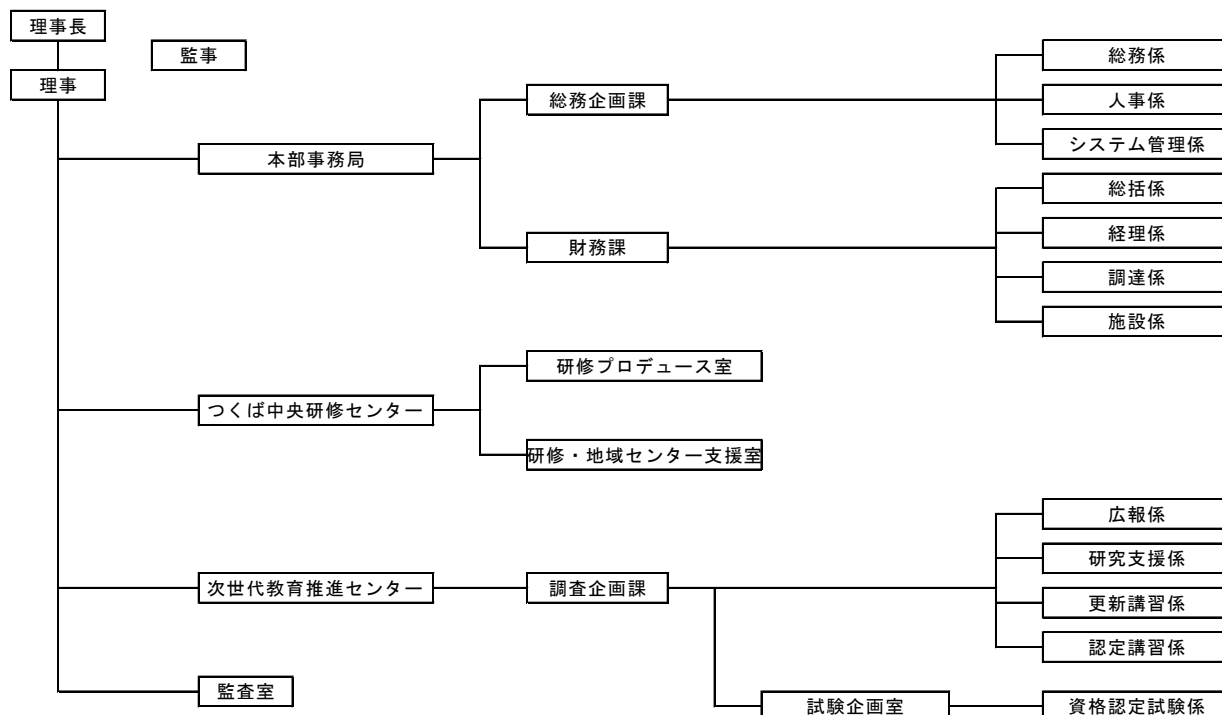 理事長
監事
理事
総務係
総務企画課
人事係
システム管理係
本部事務局
総括係
経理係
財務課
調達係
施設係
研修プロデュース室
つくば中央研修センター
研修・地域センター支援室
広報係
研究支援係
次世代教育推進センター
調査企画課
更新講習係
認定講習係
監査室
試験企画室
資格認定試験係